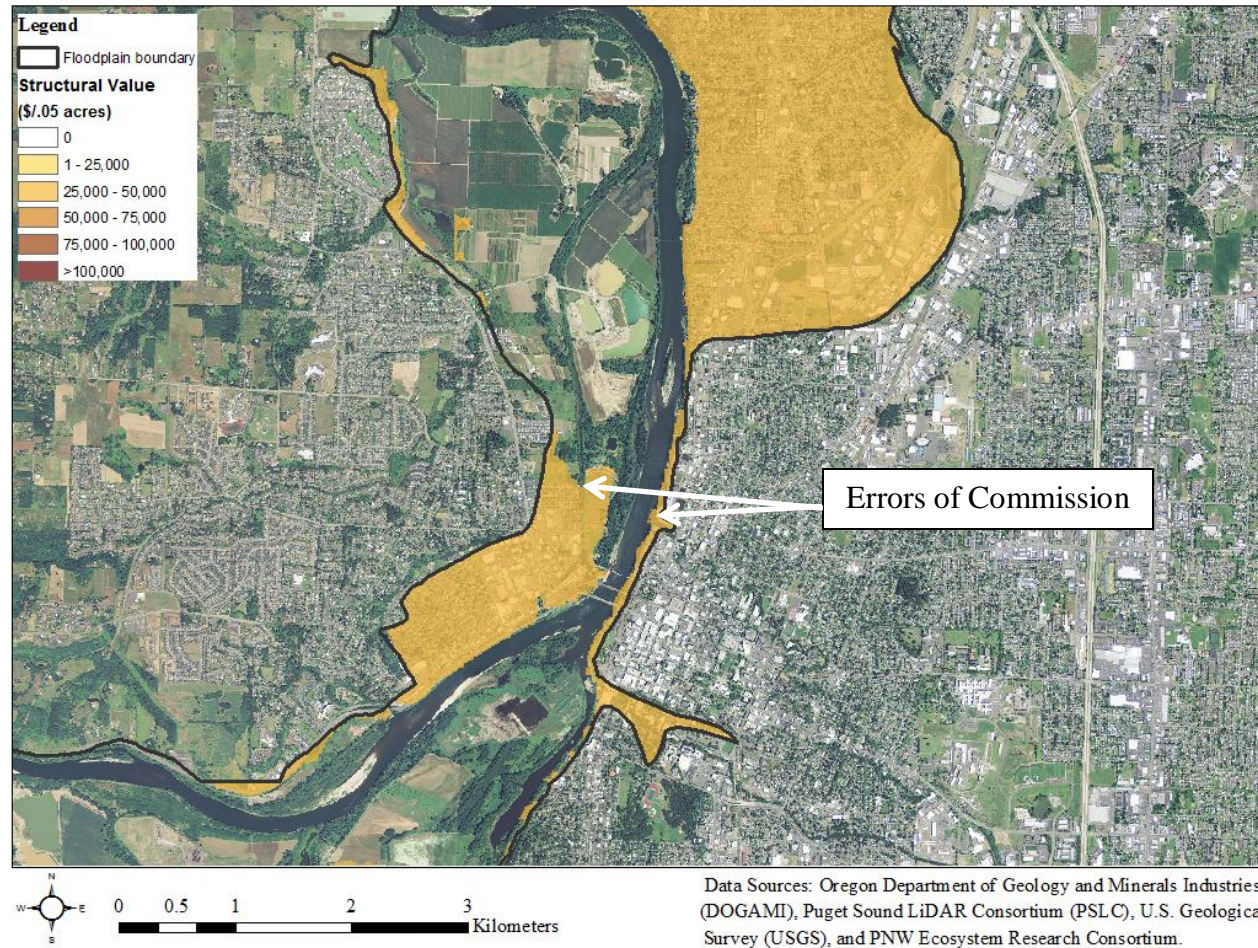 Legend
Floodplain boundary
Structural Value
($/.05 acres)
0
1 - 25,000
25,000 - 50,000
50,000 - 75,000
75,000 - 100,000
>100,000
Errors of Commission
N
W
E
S
0
0.5
1
2
3
Kilometers
Data Sources: Oregon Department of Geology and Minerals Industries
(DOGAMI), Puget Sound LiDAR Consortium (PSLC), U.S. Geologica
Survey (USGS), and PNW Ecosystem Research Consortium.